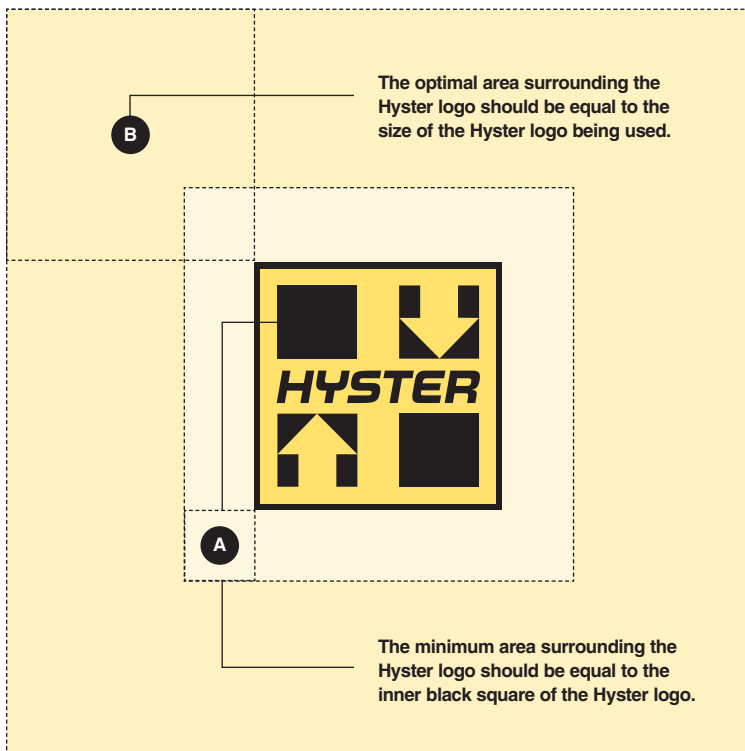 The optimal area surrounding the
Hyster logo should be equal to the
size of the Hyster logo being used.
B
HYSTER
A
The minimum area surrounding the
Hyster logo should be equal to the
inner black square of the Hyster logo.